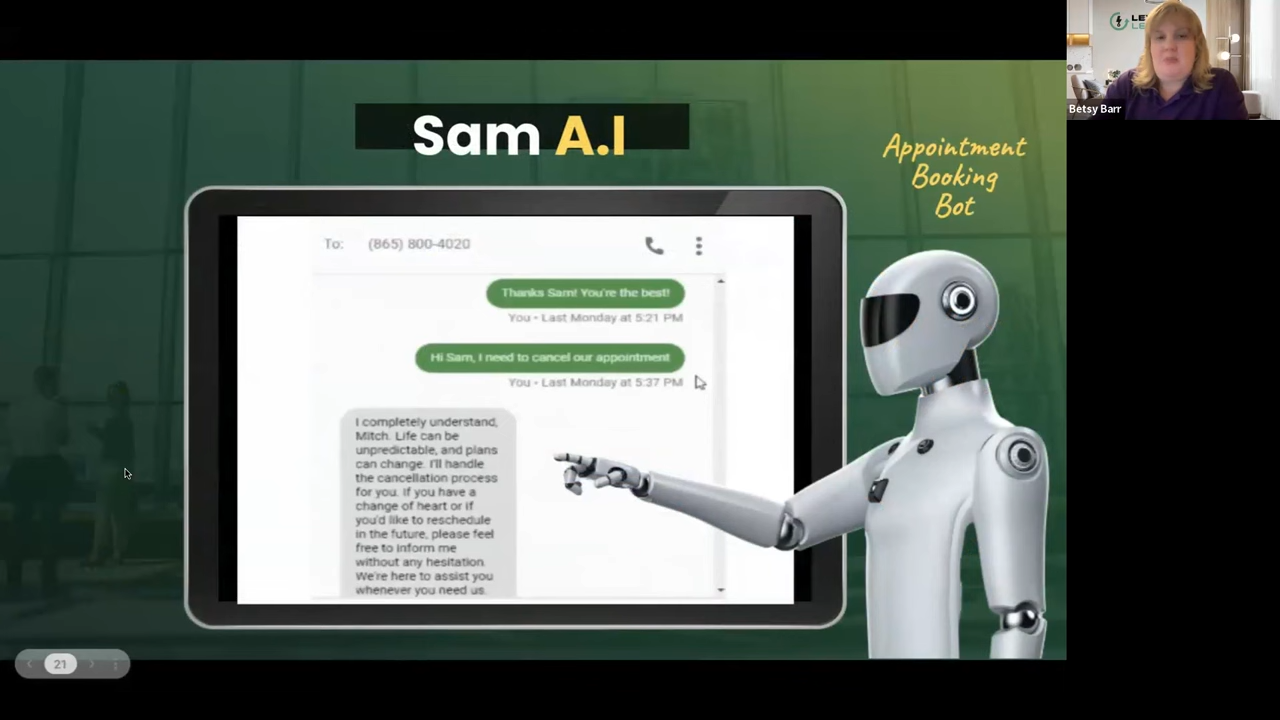 Sam A.I
Appointment
Booking
Bot
To: (865) 800-4020
Thanks Sam! You're the best!
You - Last Monday at 5:21 PM
Hi Sam, I need to cancel our appointment
You - Last Monday at 5:37 PM
I completely understand,
Mitch. Life can be
unpredictable, and plans
can change. I'll handle
the cancellation process
for you. If you have a
change of heart or if
you'd like to reschedule
in the future, please feel
free to inform me
without any hesitation.
We're here to assist you
whenever you need us.
Betsy Barr
21